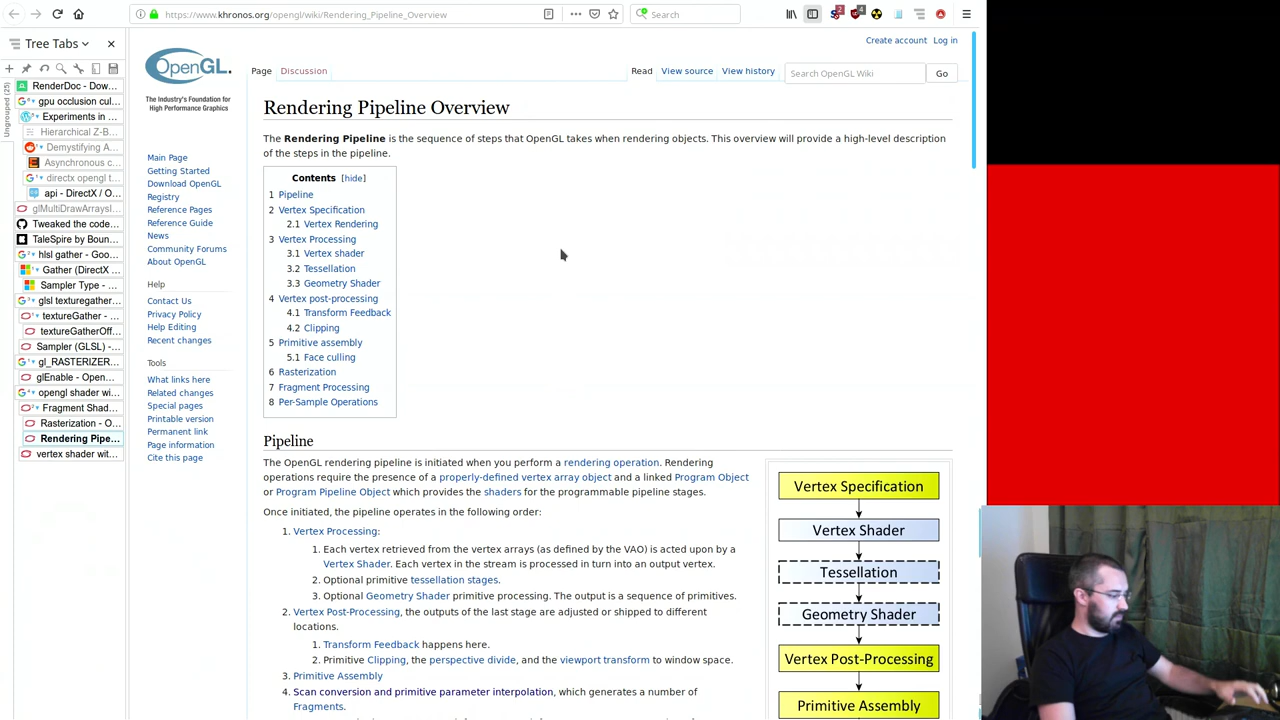 https://www.khronos.org/opengl/wiki/Rendering_Pipeline_Overview
Search
2
4
Tree Tabs
Ungrouped (25)
RenderDoc - Dow...
gpu occlusion cul...
Experiments in ...
Hierarchical Z-B...
Demystifying A...
Asynchronous c...
directx opengl t...
api - DirectX / O...
glMultiDrawArraysI...
Tweaked the code...
TaleSpire by Boun...
hlsl gather - Goo...
Gather (DirectX ...
Sampler Type - ...
glsl texturegather...
textureGather - ...
textureGatherOff...
Sampler (GLSL) -...
gl_RASTERIZER...
glEnable - Open...
opengl shader wi...
Fragment Shad...
Rasterization - O...
Rendering Pipe...
vertex shader wit...
OpenGL.
The Industry's Foundation for
High Performance Graphics
Main Page
Getting Started
Download OpenGL
Registry
Reference Pages
Reference Guide
News
Community Forums
About OpenGL
Help
Contact Us
Privacy Policy
Help Editing
Recent changes
Tools
What links here
Related changes
Special pages
Printable version
Permanent link
Page information
Cite this page
Create account Log in
Page Discussion
Read View source View history
Search OpenGL Wiki
Go
Rendering Pipeline Overview
The Rendering Pipeline is the sequence of steps that OpenGL takes when rendering objects. This overview will provide a high-level description
of the steps in the pipeline.
Contents [hide]
1 Pipeline
2 Vertex Specification
2.1 Vertex Rendering
3 Vertex Processing
3.1 Vertex shader
3.2 Tessellation
3.3 Geometry Shader
4 Vertex post-processing
4.1 Transform Feedback
4.2 Clipping
5 Primitive assembly
5.1 Face culling
6 Rasterization
7 Fragment Processing
8 Per-Sample Operations
Pipeline
The OpenGL rendering pipeline is initiated when you perform a rendering operation. Rendering
operations require the presence of a properly-defined vertex array object and a linked Program Object
or Program Pipeline Object which provides the shaders for the programmable pipeline stages.
Once initiated, the pipeline operates in the following order:
1. Vertex Processing:
1. Each vertex retrieved from the vertex arrays (as defined by the VAO) is acted upon by a
Vertex Shader. Each vertex in the stream is processed in turn into an output vertex.
2. Optional primitive tessellation stages.
3. Optional Geometry Shader primitive processing. The output is a sequence of primitives.
2. Vertex Post-Processing, the outputs of the last stage are adjusted or shipped to different
locations.
1. Transform Feedback happens here.
2. Primitive Clipping, the perspective divide, and the viewport transform to window space.
3. Primitive Assembly
4. Scan conversion and primitive parameter interpolation, which generates a number of
Fragments.
Vertex Specification
Vertex Shader
Tessellation
Geometry Shader
Vertex Post-Processing
Primitive Assembly